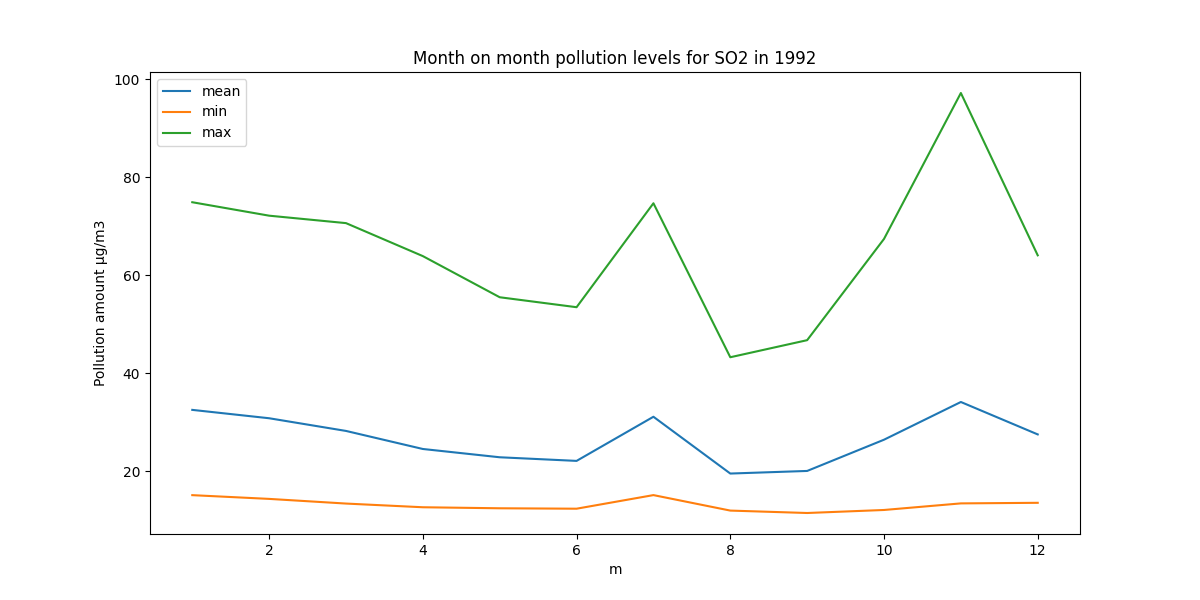 Month on month pollution levels for SO2 in 1992
100
80
60
40
20
Pollution amount µg/m3
mean
min
max
2 4 6 8 10 12
m